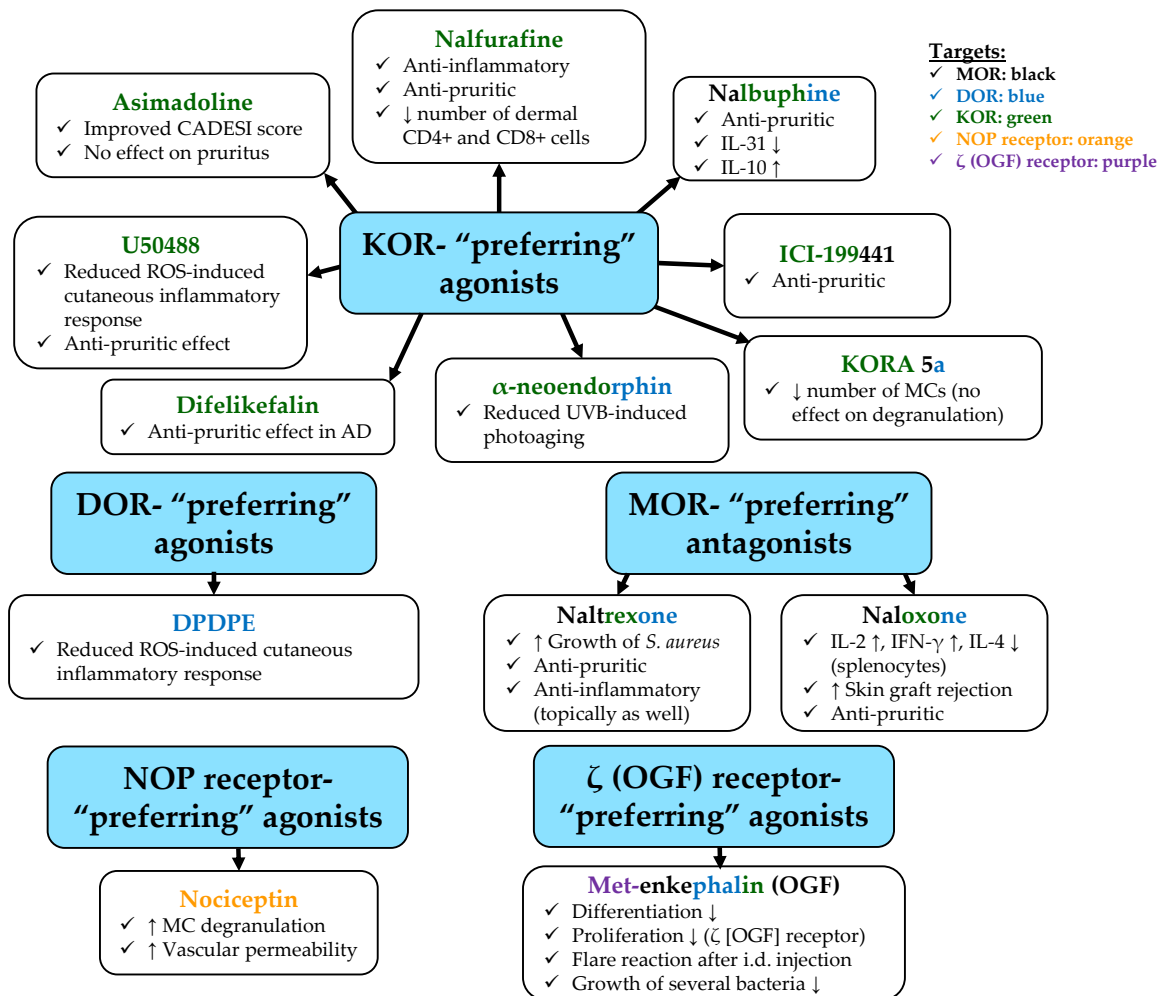 Nalfurafine
✓ Anti-inflammatory
✓ Anti-pruritic
✓ ↓ number of dermal
CD4+ and CD8+ cells
Targets:
✓ MOR: black
✓ DOR: blue
✓ KOR: green
✓ NOP receptor: orange
✓ ζ (OGF) receptor: purple
Asimadoline
✓ Improved CADESI score
✓ No effect on pruritus
Nalbuphine
✓ Anti-pruritic
✓ IL-31 ↓
✓ IL-10 ↑
KOR- “preferring”
agonists
U50488
✓ Reduced ROS-induced
cutaneous inflammatory
response
✓ Anti-pruritic effect
ICI-199441
✓ Anti-pruritic
KORA 5a
✓ ↓ number of MCs (no
effect on degranulation)
Difelikefalin
✓ Anti-pruritic effect in AD
α-neoendorphin
✓ Reduced UVB-induced
photoaging
DOR- “preferring”
agonists
MOR- “preferring”
antagonists
DPDPE
✓ Reduced ROS-induced cutaneous
inflammatory response
Naltrexone
✓ ↑ Growth of S. aureus
✓ Anti-pruritic
✓ Anti-inflammatory
(topically as well)
Naloxone
✓ IL-2 ↑, IFN-γ ↑, IL-4 ↓
(splenocytes)
✓ ↑ Skin graft rejection
✓ Anti-pruritic
NOP receptor-
“preferring” agonists
ζ (OGF) receptor-
“preferring” agonists
Nociceptin
✓ ↑ MC degranulation
✓ ↑ Vascular permeability
Met-enkephalin (OGF)
✓ Differentiation ↓
✓ Proliferation ↓ (ζ [OGF] receptor)
✓ Flare reaction after i.d. injection
✓ Growth of several bacteria ↓